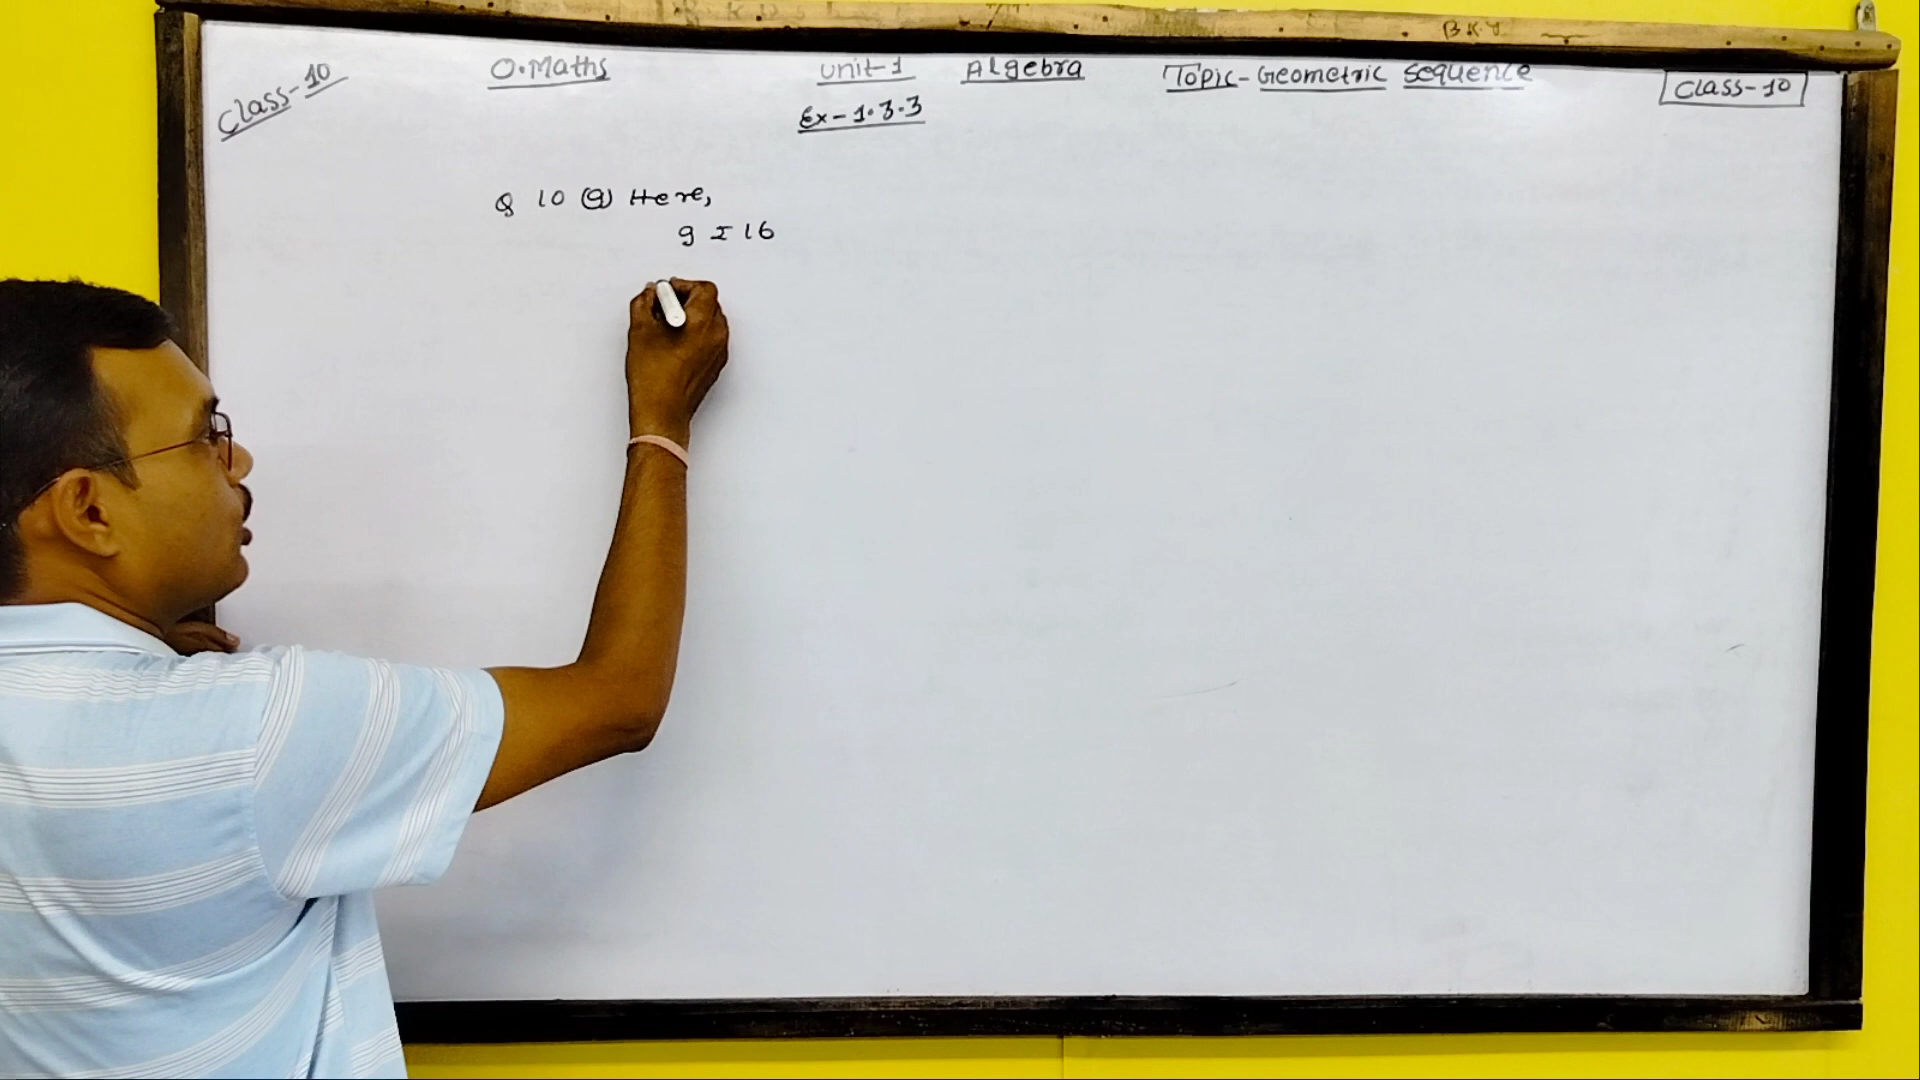 B.K.Y
Class-10 O.Maths Unit-1 Algebra Topic-Geometric Sequence Class-10
Ex-1.3.3
Q 10 (a) Here,
a = 16